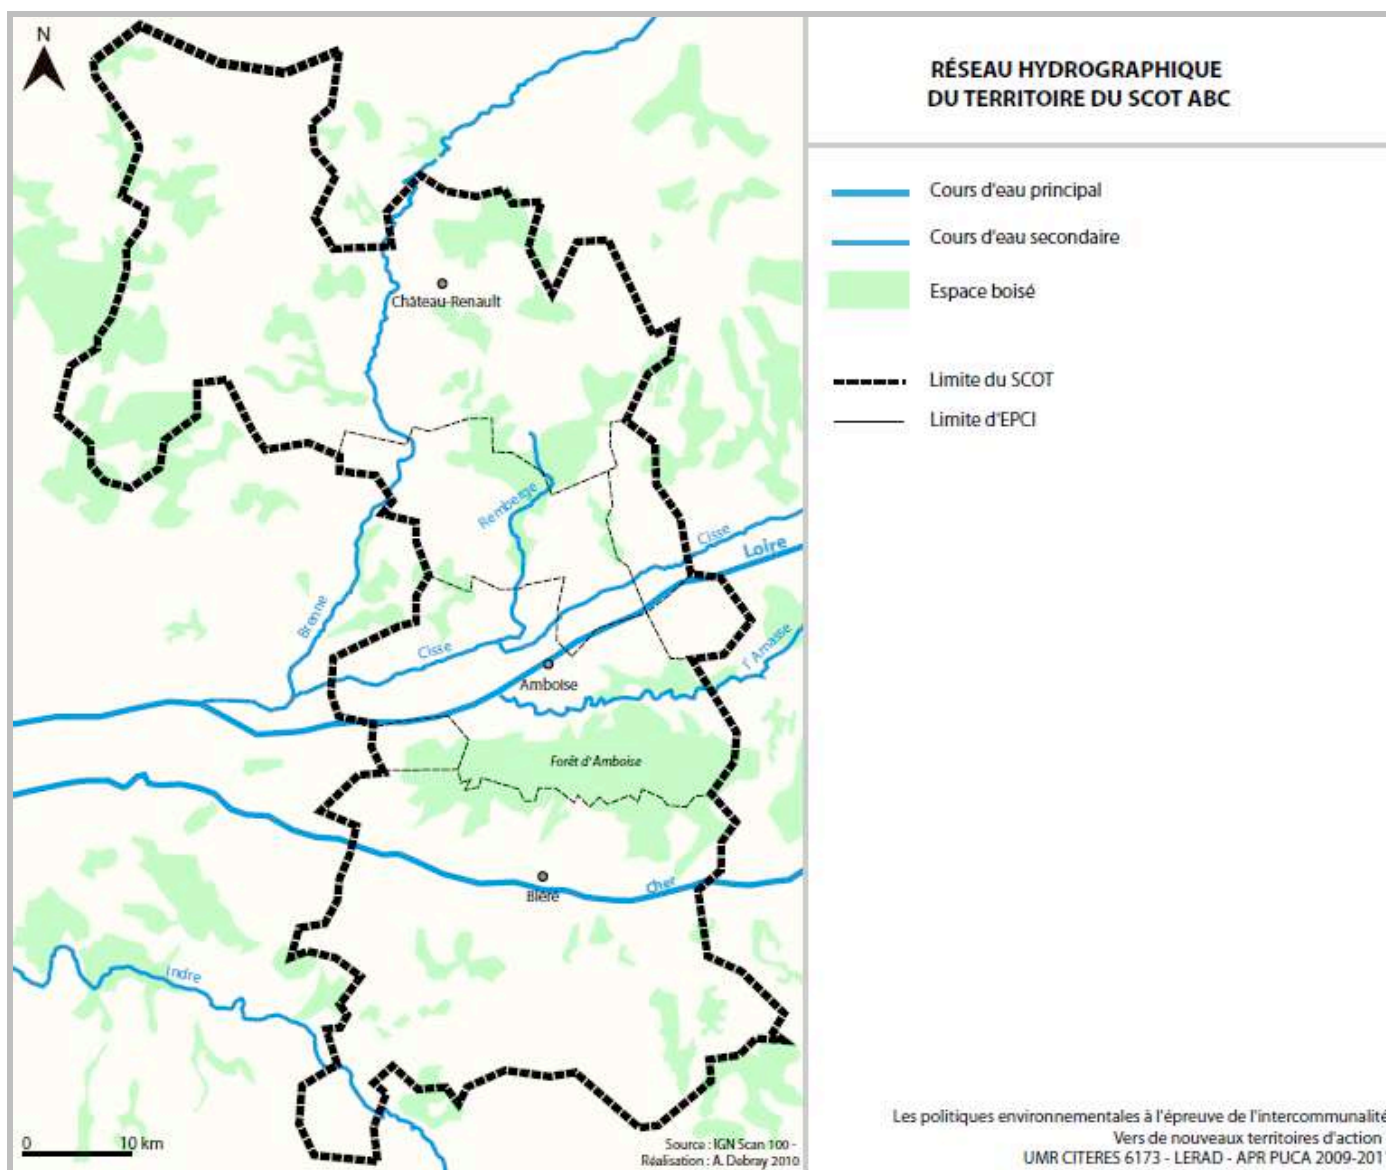 N
RÉSEAU HYDROGRAPHIQUE
DU TERRITOIRE DU SCOT ABC
Cours d'eau principal
Cours d'eau secondaire
Espace boisé
Limite du SCOT
Limite d'EPCI
Château-Renault
Remberge
Cisse
Loire
Brenne
Cisse
l'Amasse
Amboise
Forêt d'Amboise
Cher
Bléré
Indre
0 10 km
Source : IGN Scan 100 -
Réalisation : A. Debray 2010
Les politiques environnementales à l'épreuve de l'intercommunalité
Vers de nouveaux territoires d'action
UMR CITERES 6173 - LERAD - APR PUCA 2009-201